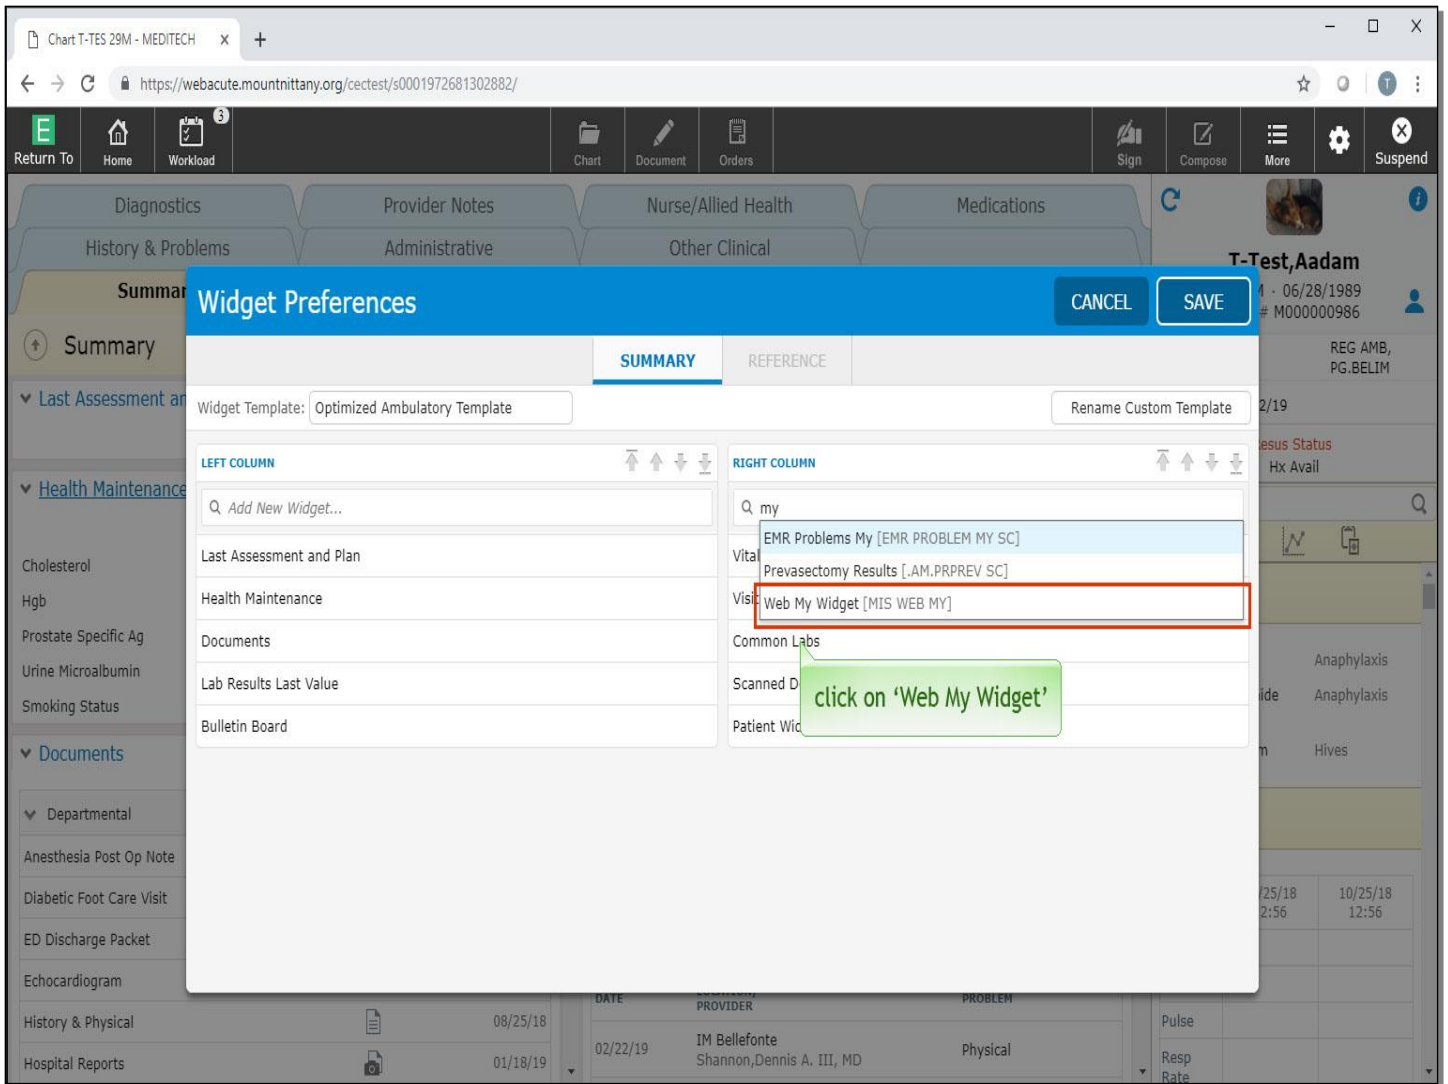 Chart T-TES 29M - MEDITECH
https://webacute.mountnittany.org/cectest/s0001972681302882/
E
3
T
Return To
Home
Workload
Chart
Document
Orders
Sign
Compose
More
Suspend
Diagnostics
Provider Notes
Nurse/Allied Health
Medications
History & Problems
Administrative
Other Clinical
T-Test,Aadam
06/28/1989
# M000000986
REG AMB,
PG.BELIM
Summary
Last Assessment
Health Maintenance
Cholesterol
Hgb
Prostate Specific Ag
Urine Microalbumin
Smoking Status
Documents
Departmental
Anesthesia Post Op Note
Diabetic Foot Care Visit
ED Discharge Packet
Echocardiogram
History & Physical 08/25/18
Hospital Reports 01/18/19
Widget Preferences
CANCEL
SAVE
SUMMARY
REFERENCE
Widget Template: Optimized Ambulatory Template
Rename Custom Template
LEFT COLUMN
Add New Widget...
Last Assessment and Plan
Health Maintenance
Documents
Lab Results Last Value
Bulletin Board
RIGHT COLUMN
my
EMR Problems My [EMR PROBLEM MY SC]
Prevasectomy Results [.AM.PRPREV SC]
Web My Widget [MIS WEB MY]
Common Labs
Scanned D
Patient Wid
click on ‘Web My Widget’
2/19
Status
Hx Avail
Anaphylaxis
Anaphylaxis
Hives
/25/18
2:56
10/25/18
12:56
Pulse
Resp
Rate
DATE
PROVIDER
PROBLEM
02/22/19
IM Bellefonte
Shannon,Dennis A. III, MD
Physical